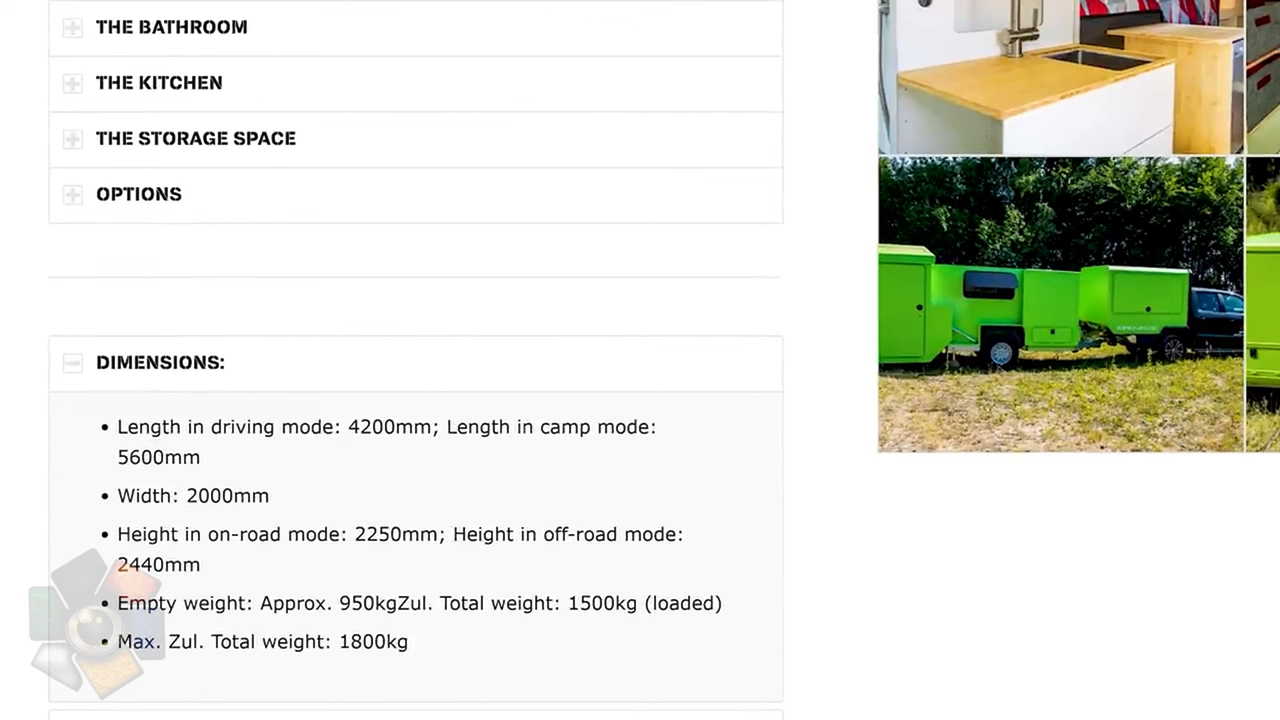 THE BATHROOM
THE KITCHEN
THE STORAGE SPACE
OPTIONS
DIMENSIONS:
• Length in driving mode: 4200mm; Length in camp mode:
5600mm
• Width: 2000mm
• Height in on-road mode: 2250mm; Height in off-road mode:
2440mm
• Empty weight: Approx. 950kgZul. Total weight: 1500kg (loaded)
• Max. Zul. Total weight: 1800kg